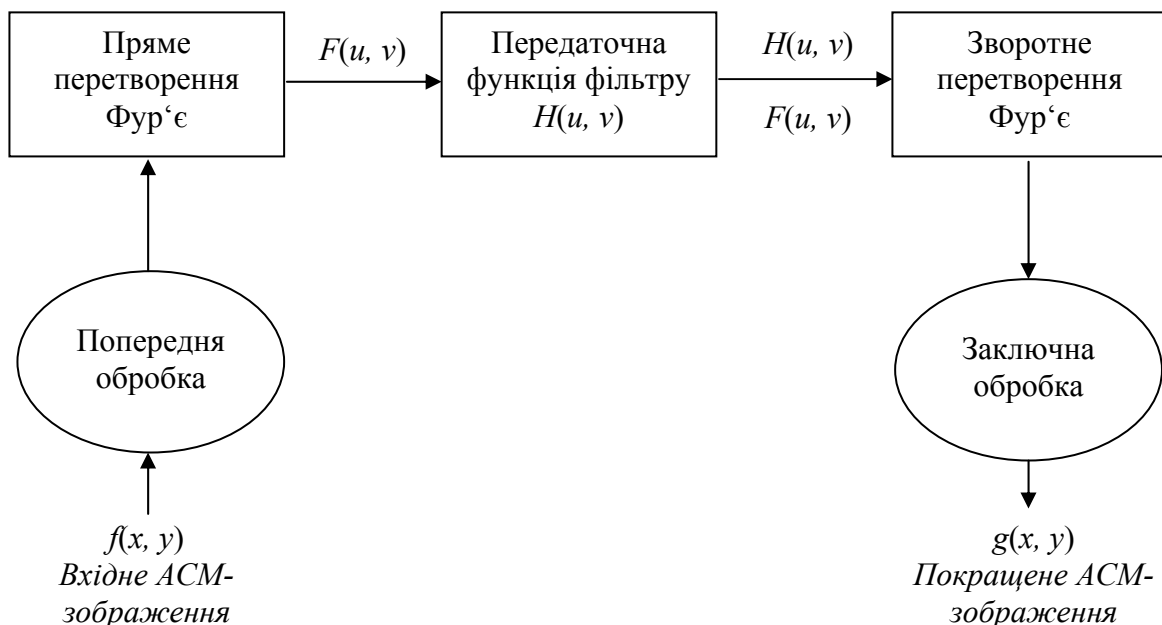 Пряме
перетворення
Фур‘є
F(u, v)
Передаточна
функція фільтру
H(u, v)
H(u, v)
F(u, v)
Зворотне
перетворення
Фур‘є
Попередня
обробка
Заключна
обробка
f(x, y)
Вхідне АСМ-
зображення
g(x, y)
Покращене АСМ-
зображення